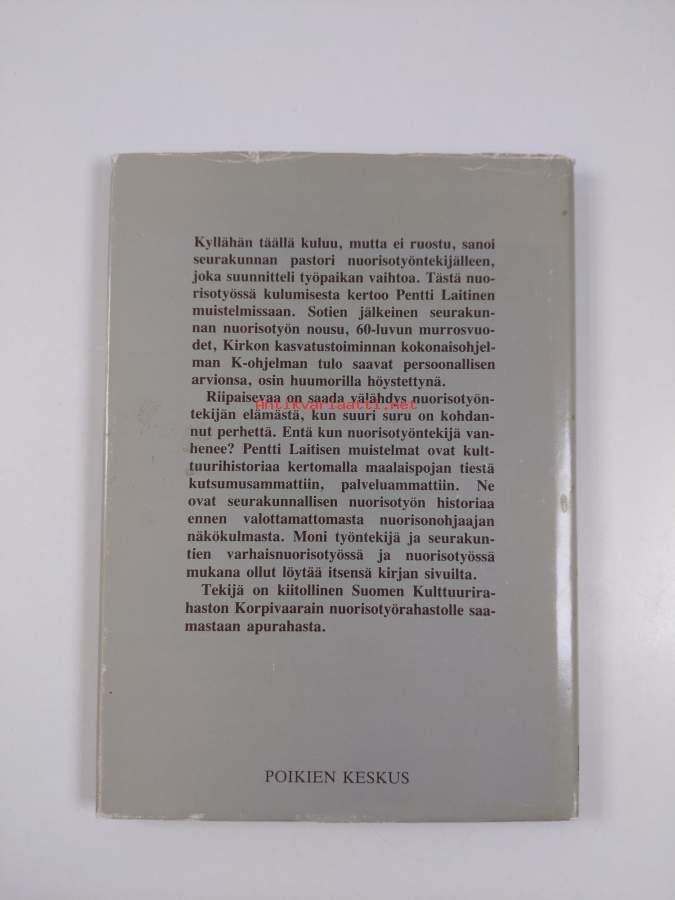 Kyllähän täällä kuluu, mutta ei ruostu, sanoi
seurakunnan pastori nuorisotyöntekijälleen,
joka suunnitteli työpaikan vaihtoa. Tästä nuo-
risotyössä kulumisesta kertoo Pentti Laitinen
muistelmissaan. Sotien jälkeinen seurakun-
nan nuorisotyön nousu, 60-luvun murrosvuo-
det, Kirkon kasvatustoiminnan kokonaisohjel-
man K-ohjelman tulo saavat persoonallisen
arvionsa, osin huumorilla höystettynä.
Riipaisevaa on saada välähdys nuorisotyön-
Antikvariaatti.net
tekijän elämästä, kun suuri suru on kohdan-
nut perhettä. Entä kun nuorisotyöntekijä van-
henee? Pentti Laitisen muistelmat ovat kult-
tuurihistoriaa kertomalla maalaispojan tiestä
kutsumusammattiin, palveluammattiin. Ne
ovat seurakunnallisen nuorisotyön historiaa
ennen valottamattomasta nuorisonohjaajan
näkökulmasta. Moni työntekijä ja seurakun-
tien varhaisnuorisotyössä ja nuorisotyössä
mukana ollut löytää itsensä kirjan sivuilta.
Tekijä on kiitollinen Suomen Kulttuurira-
haston Korpivaarain nuorisotyörahastolle saa-
mastaan apurahasta.
POIKIEN KESKUS